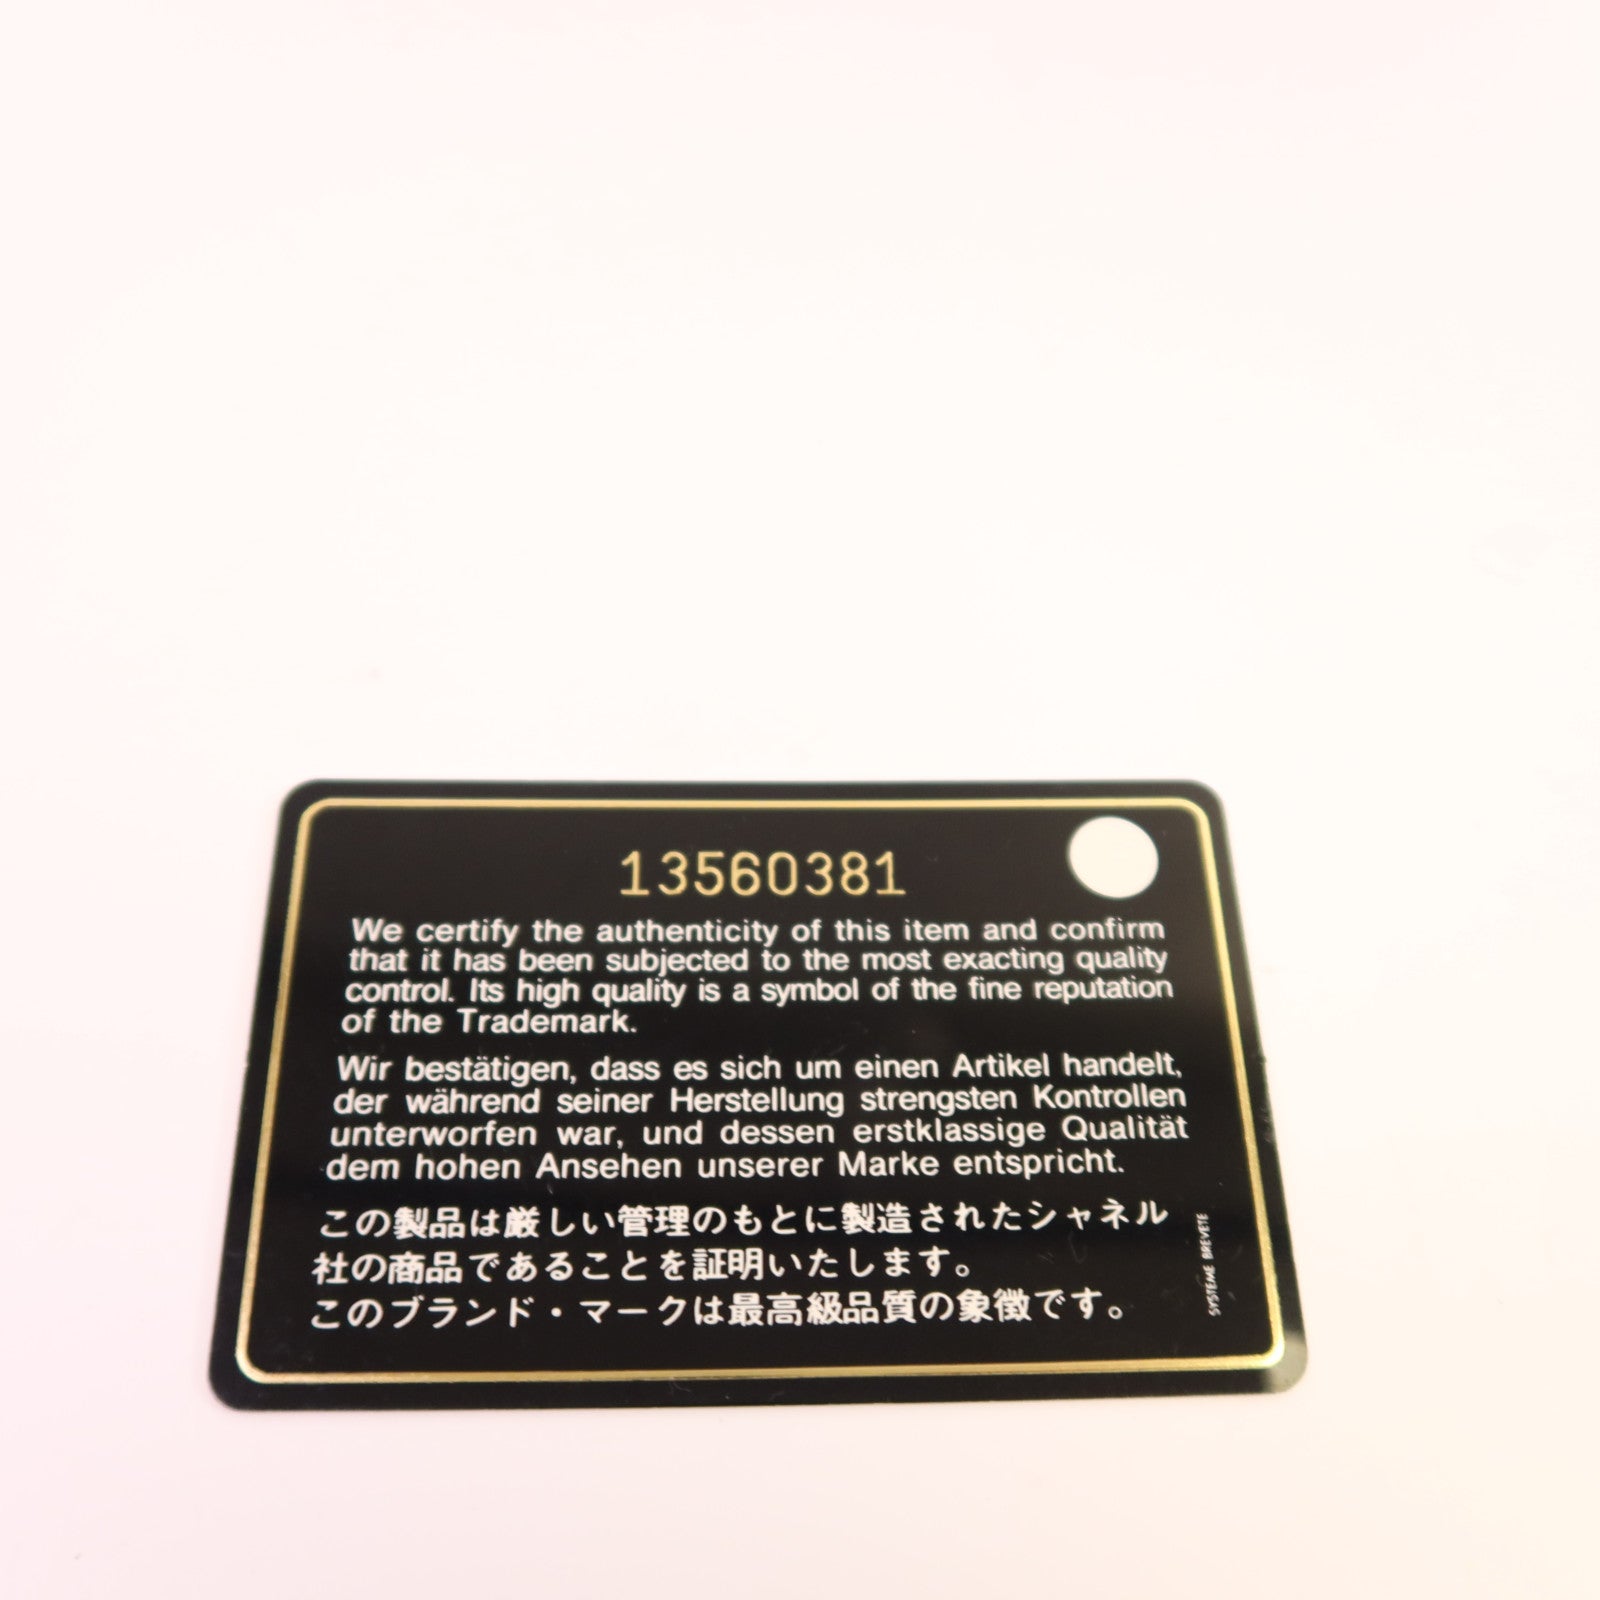 13560381
We certify the authenticity of this item and confirm
that it has been subjected to the most exacting quality
control. Its high quality is a symbol of the fine reputation
of the Trademark.
Wir bestätigen, dass es sich um einen Artikel handelt,
der während seiner Herstellung strengsten Kontrollen
unterworfen war, und dessen erstklassige Qualität
dem hohen Ansehen unserer Marke entspricht.
この製品は厳しい管理のもとに製造されたシャネル
社の商品であることを証明いたします。
このブランド・マークは最高級品質の象徴です。
SYSTEME BREVETE